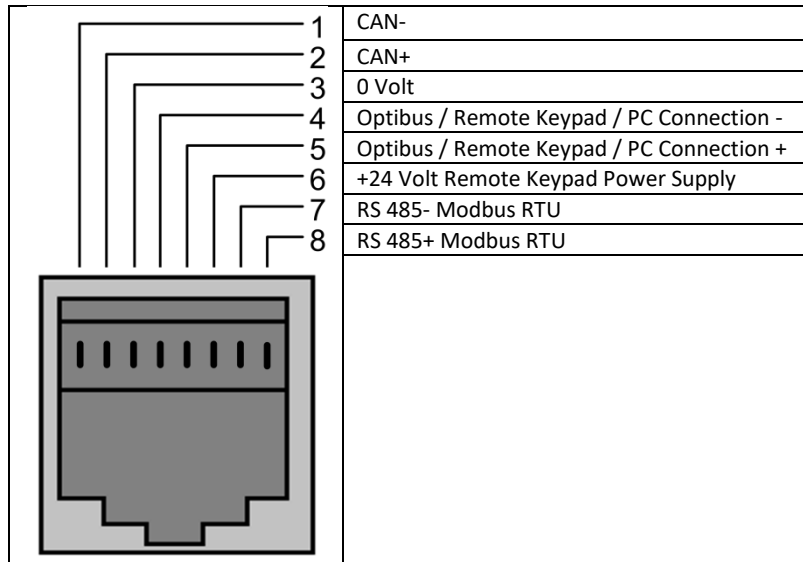 1 CAN-
2 CAN+
3 0 Volt
4 Optibus / Remote Keypad / PC Connection -
5 Optibus / Remote Keypad / PC Connection +
6 +24 Volt Remote Keypad Power Supply
7 RS 485- Modbus RTU
8 RS 485+ Modbus RTU